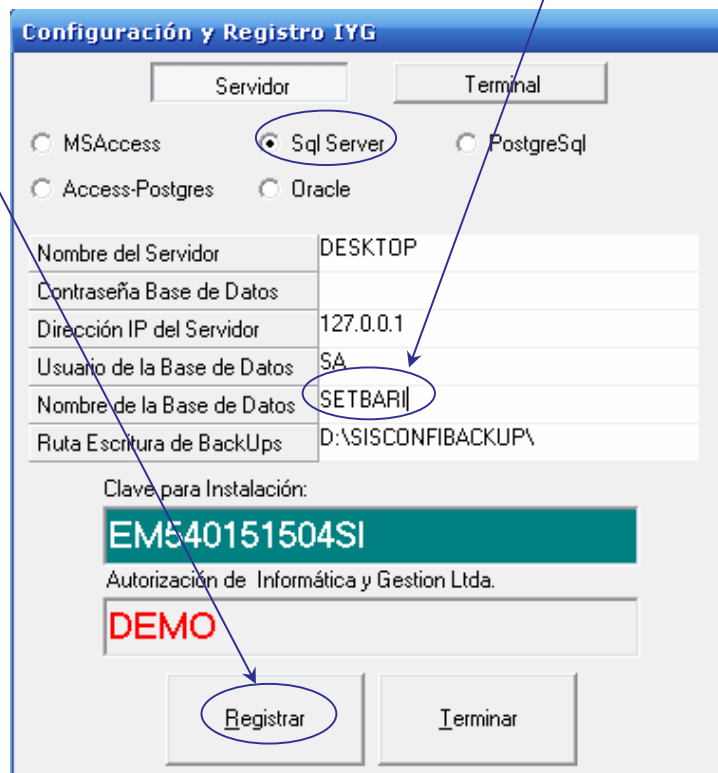 Configuración y Registro IYG
Servidor Terminal
MSAccess Sql Server PostgreSql
Access-Postgres Oracle
Nombre del Servidor DESKTOP
Contraseña Base de Datos
Dirección IP del Servidor 127.0.0.1
Usuario de la Base de Datos SA
Nombre de la Base de Datos SETBARI
Ruta Escritura de BackUps D:\SISCONFIBACKUP\
Clave para Instalación:
EM540151504SI
Autorización de Informática y Gestion Ltda.
DEMO
Registrar Terminar